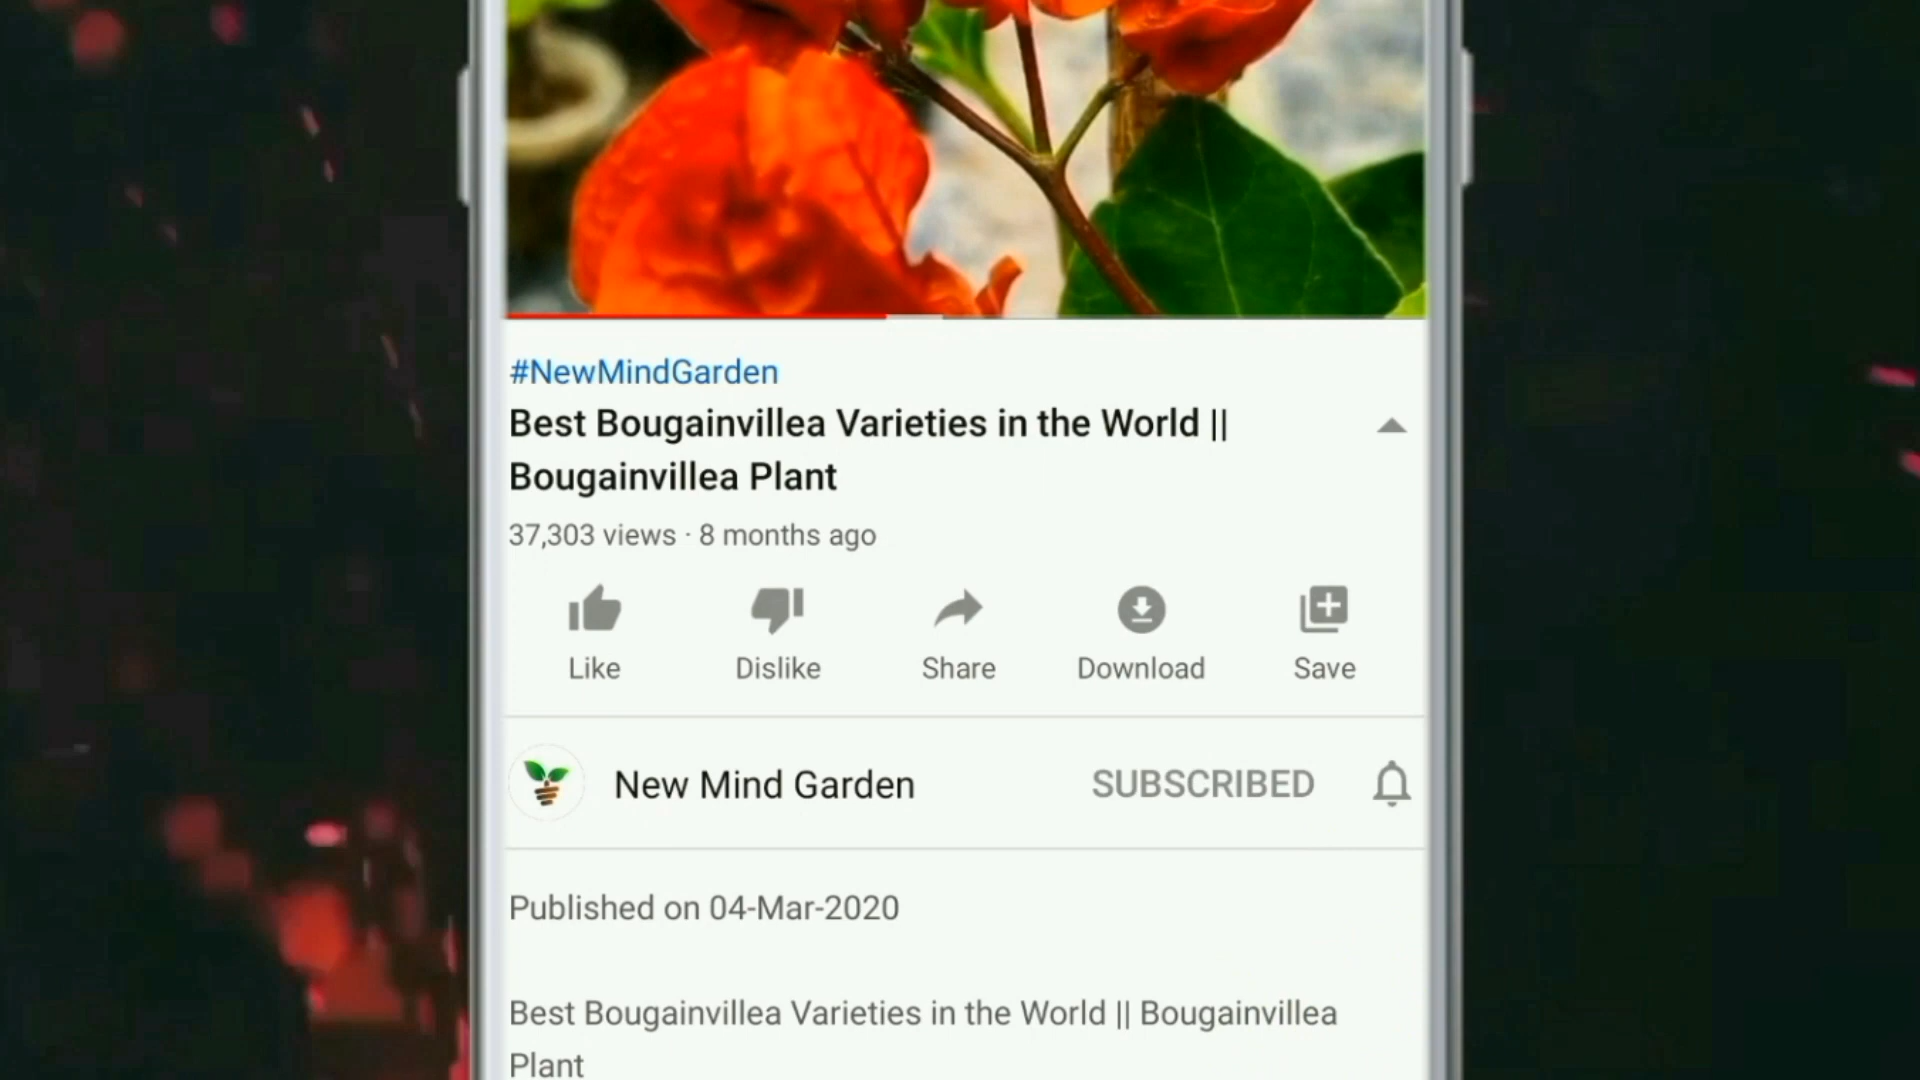 #NewMindGarden
Best Bougainvillea Varieties in the World ||
Bougainvillea Plant
37,303 views · 8 months ago
Like Dislike Share Download Save
New Mind Garden SUBSCRIBED
Published on 04-Mar-2020
Best Bougainvillea Varieties in the World || Bougainvillea
Plant